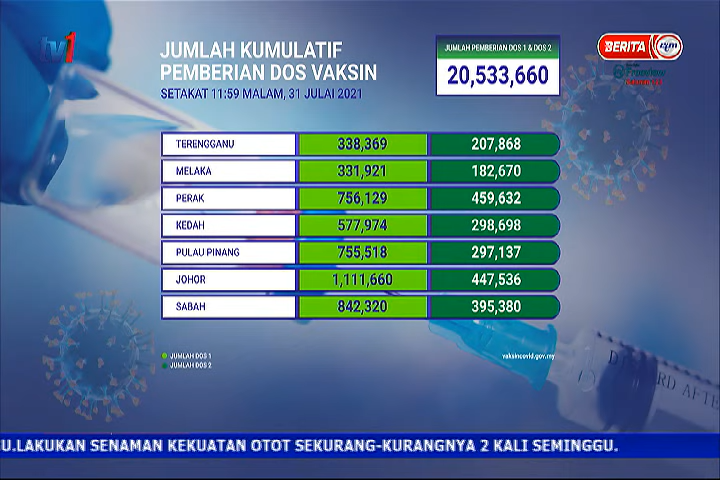 tv1
JUMLAH KUMULATIF
PEMBERIAN DOS VAKSIN
SETAKAT 11:59 MALAM, 31 JULAI 2021
JUMLAH PEMBERIAN DOS 1 & DOS 2
20,533,660
BERITA
TERENGGANU 338,369 207,868
MELAKA 331,921 182,670
PERAK 756,129 459,632
KEDAH 577,974 298,698
PULAU PINANG 755,518 297,137
JOHOR 1,111,660 447,536
SABAH 842,320 395,380
JUMLAH DOS 1
JUMLAH DOS 2
vaksincovid.gov.my
U.LAKUKAN SENAMAN KEKUATAN OTOT SEKURANG-KURANGNYA 2 KALI SEMINGGU.